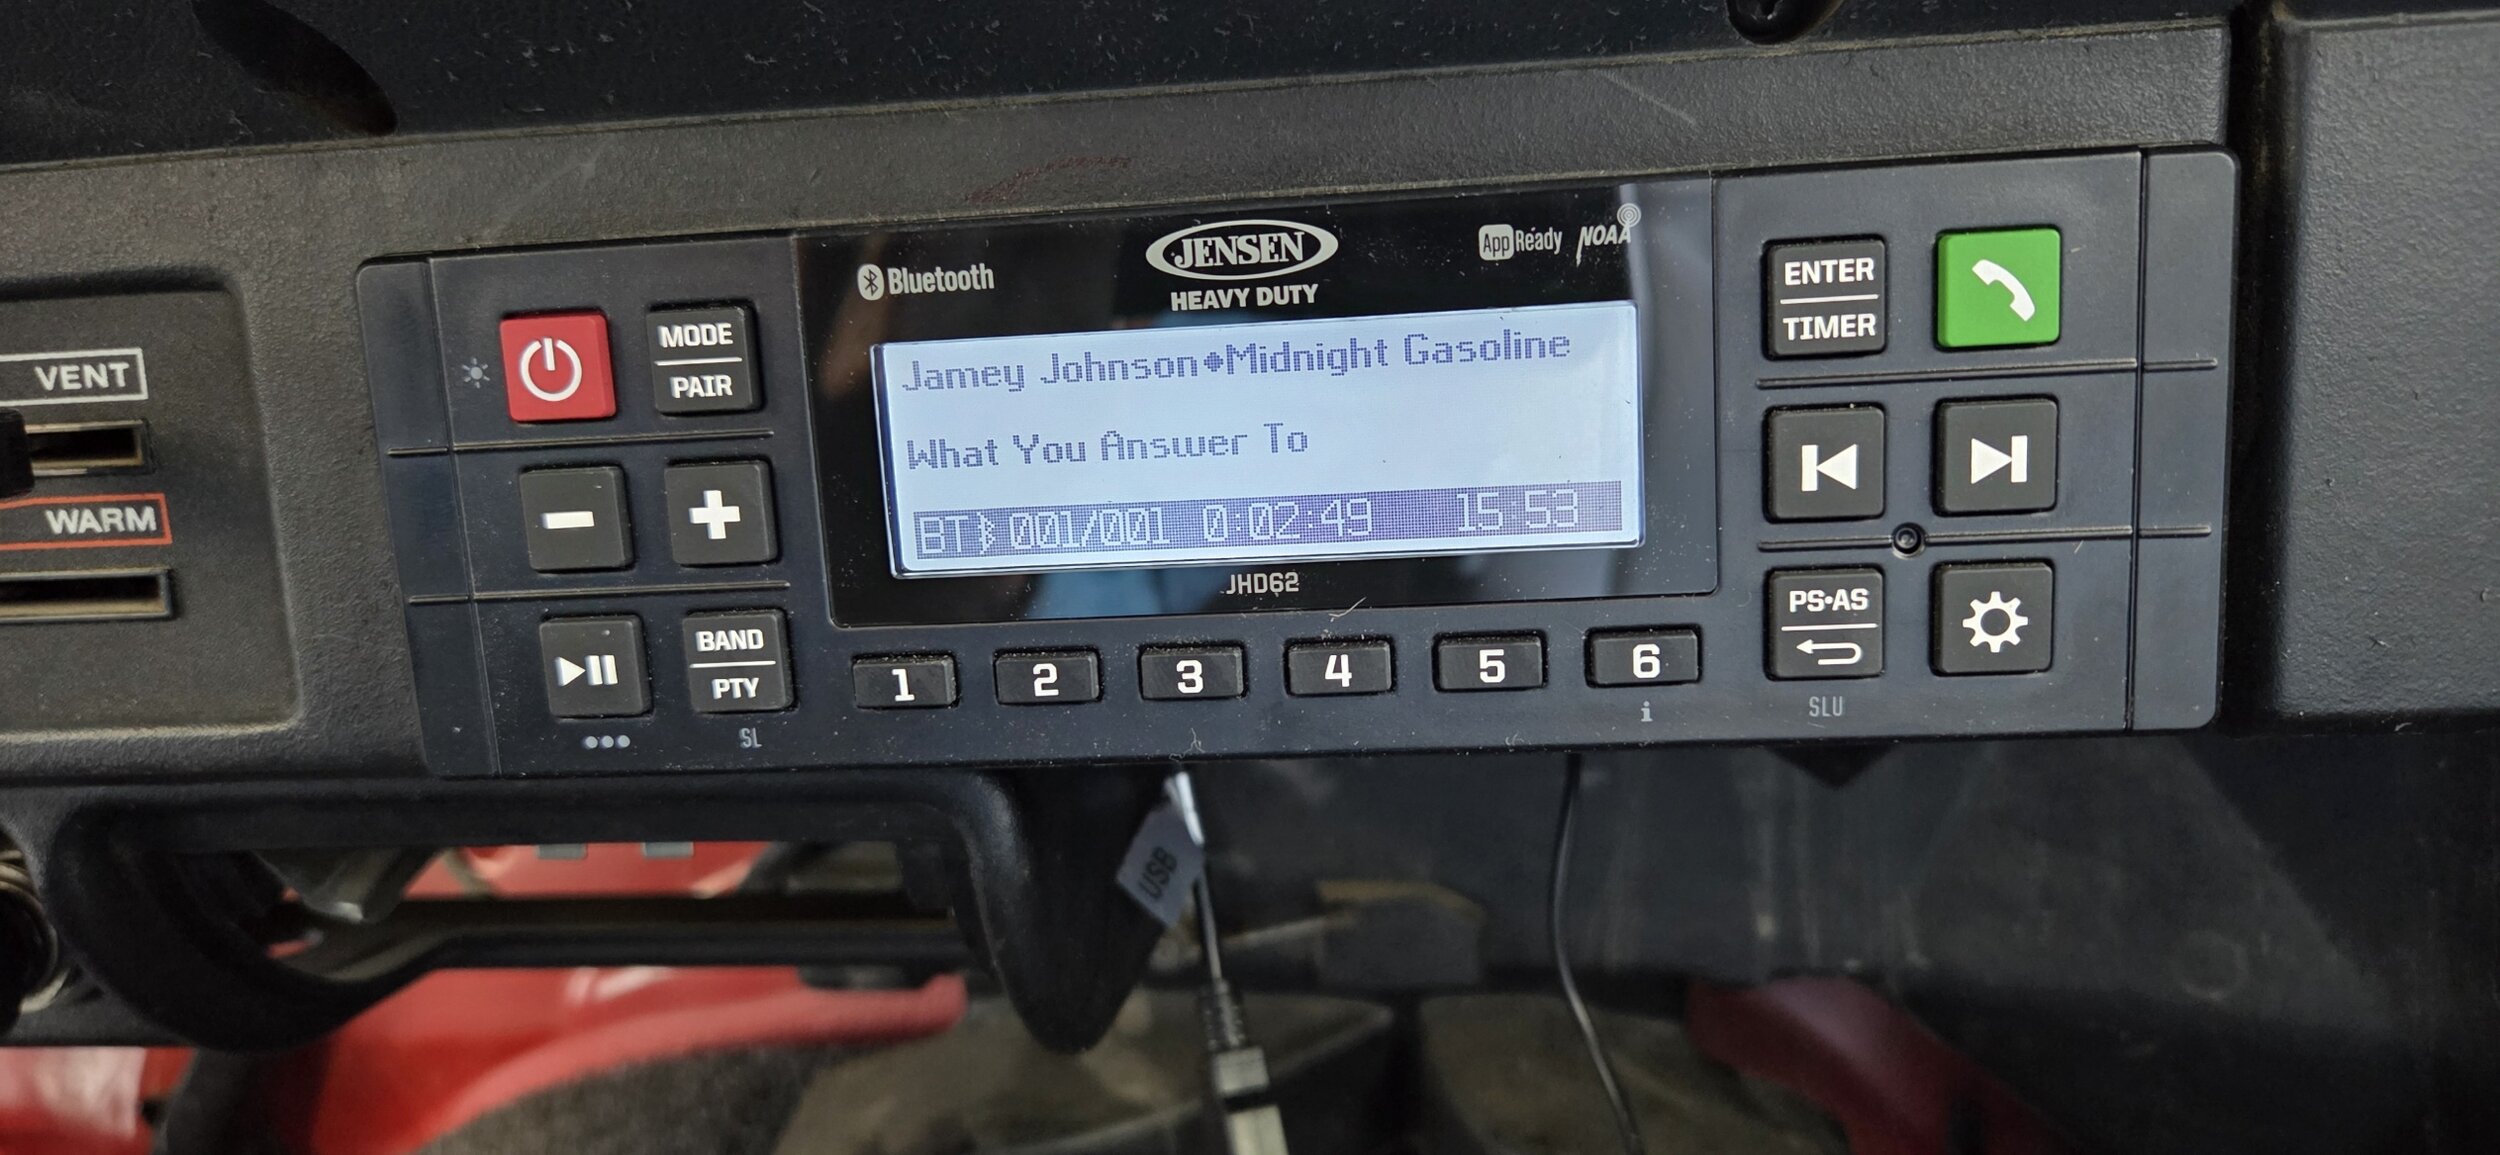 VENT
WARM
Bluetooth
JENSEN
HEAVY DUTY
App Ready
NOAA
MODE
PAIR
Jamey Johnson◆Midnight Gasoline
What You Answer To
BT 001/001 0:02:49 15 53
JHD62
BAND
PTY
SL
1
2
3
4
5
6
i
ENTER
TIMER
PS•AS
SLU
USB